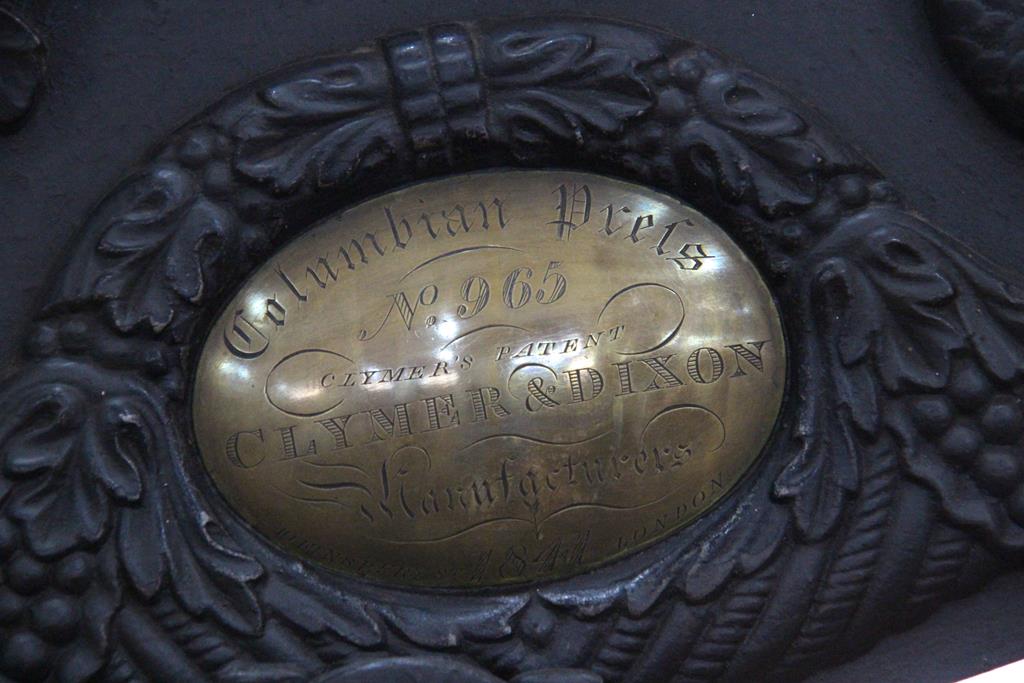 Columbian Preſs
No. 965
CLYMER'S PATENT
CLYMER & DIXON
Manufacturers
1841 LONDON